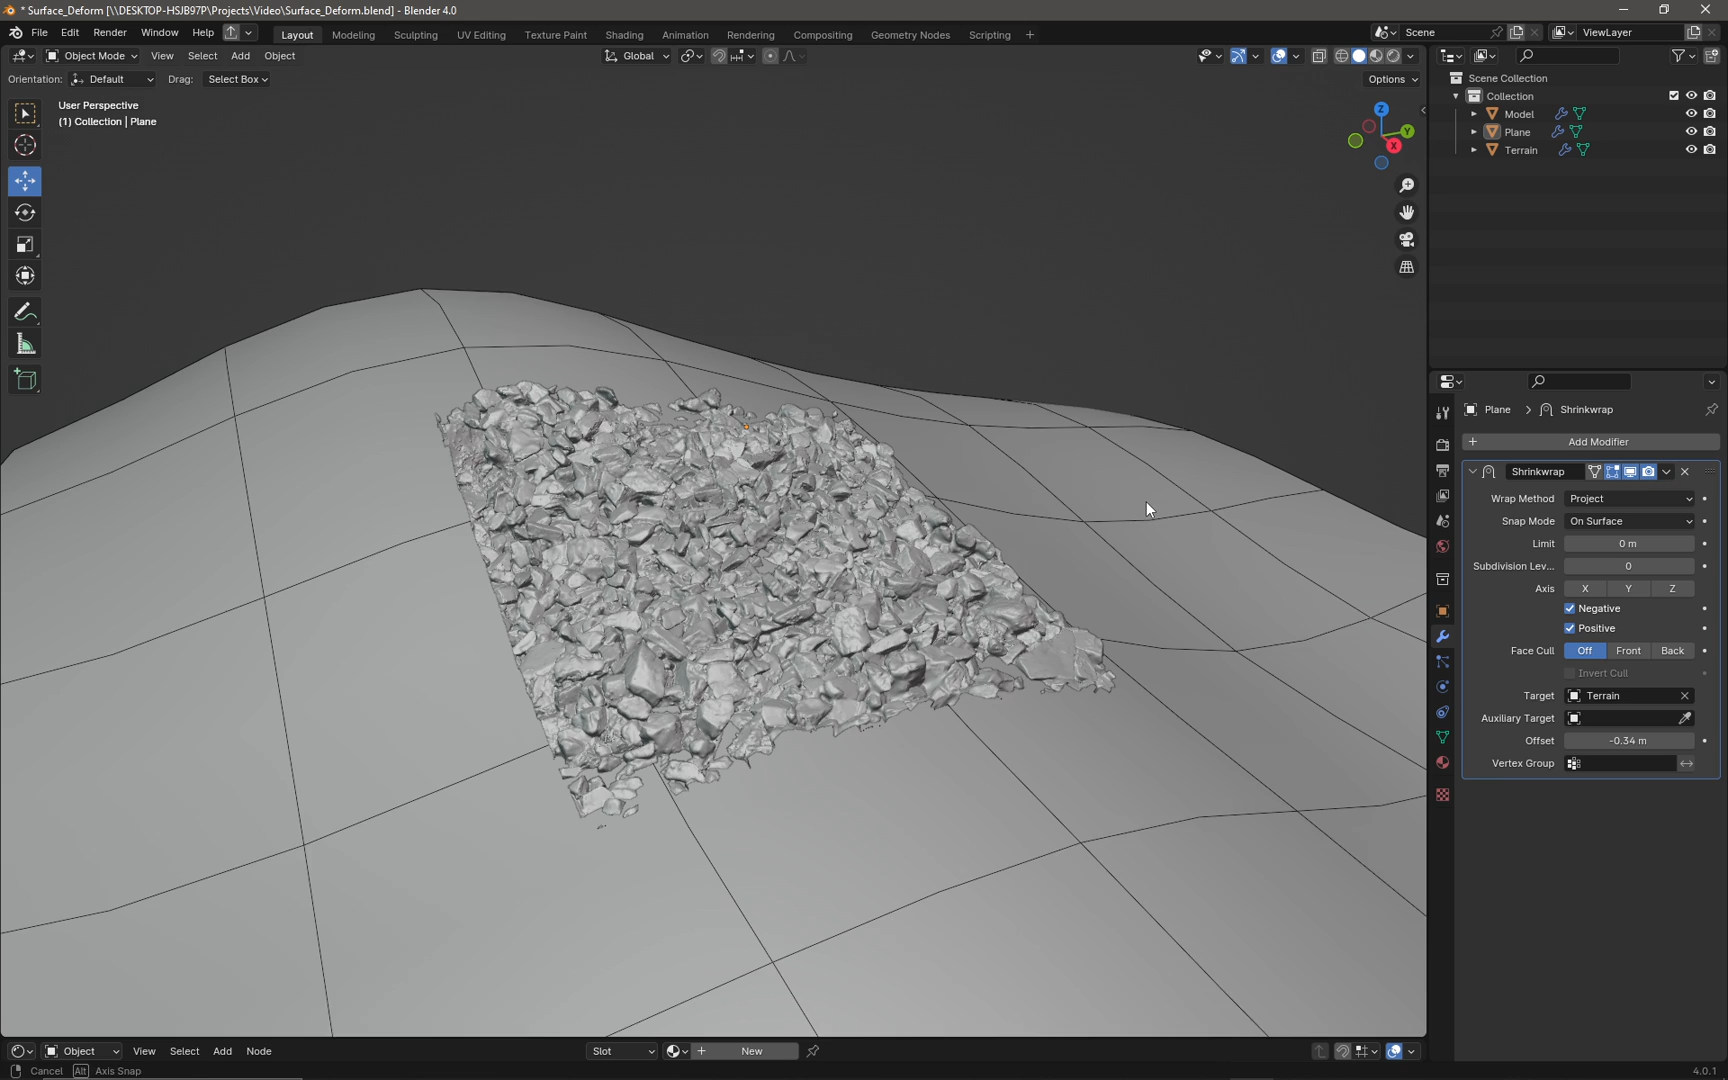 * Surface_Deform [\\DESKTOP-HSJB97P\Projects\Video\Surface_Deform.blend] - Blender 4.0
File Edit Render Window Help Layout Modeling Sculpting UV Editing Texture Paint Shading Animation Rendering Compositing Geometry Nodes Scripting + Scene ViewLayer
Object Mode View Select Add Object Global
Orientation: Default Drag: Select Box Options
User Perspective
(1) Collection | Plane
Z
Y
X
Scene Collection
Collection
Model
Plane
Terrain
Plane > Shrinkwrap
+ Add Modifier
Shrinkwrap
Wrap Method Project
Snap Mode On Surface
Limit 0 m
Subdivision Lev... 0
Axis X Y Z
Negative
Positive
Face Cull Off Front Back
Invert Cull
Target Terrain
Auxiliary Target
Offset -0.34 m
Vertex Group
Object View Select Add Node Slot + New
Cancel Alt Axis Snap 4.0.1